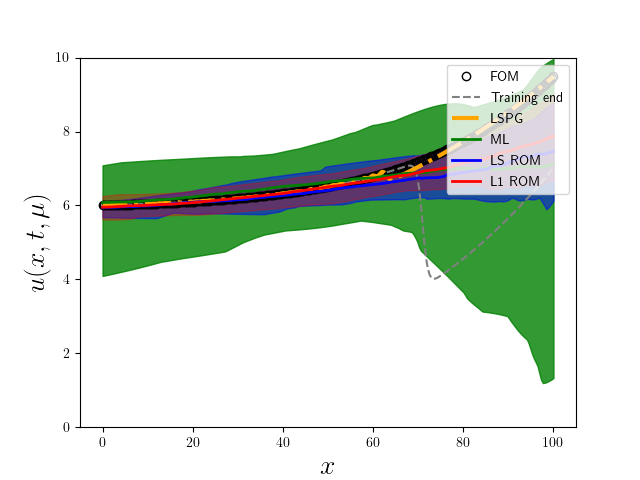 10
8
6
4
2
0
0 20 40 60 80 100
u(x, t, μ)
x
FOM
Training end
LSPG
ML
LS ROM
L1 ROM